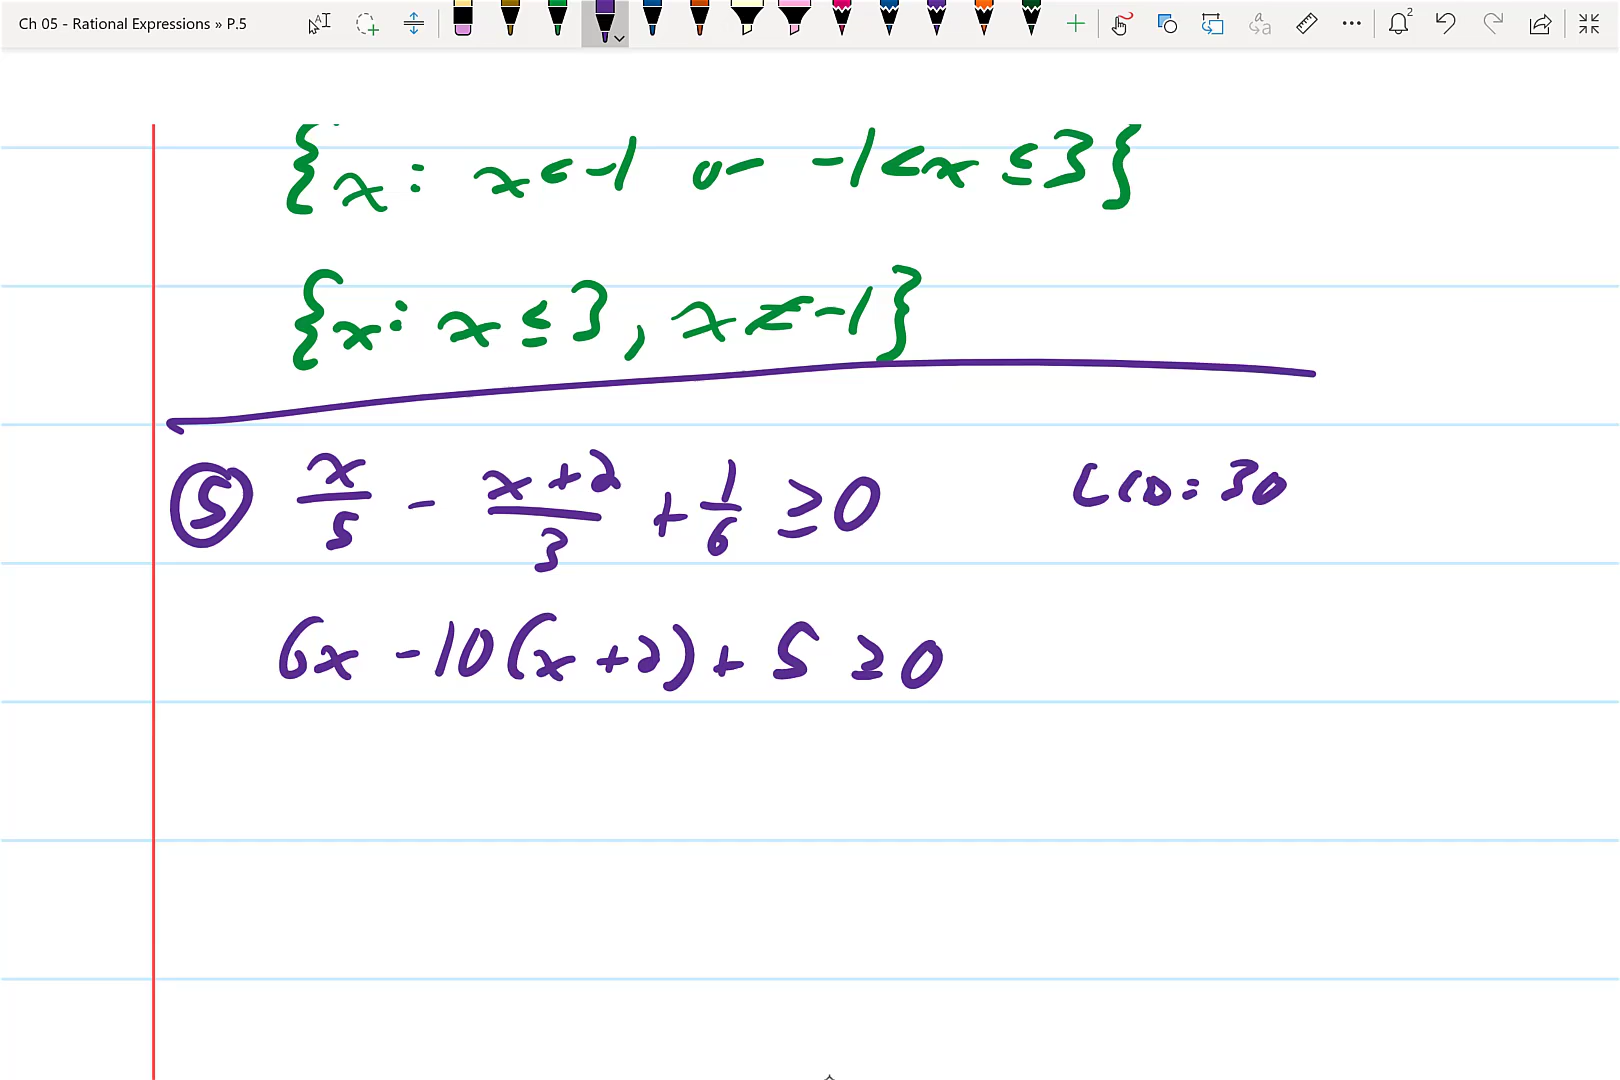 Ch 05 - Rational Expressions » P.5
{x : x < -1 or -1 < x ≤ 3}
{x : x ≤ 3, x ≠ -1}
⑤ x/5 - (x+2)/3 + 1/6 ≥ 0 LCD = 30
6x - 10(x+2) + 5 ≥ 0